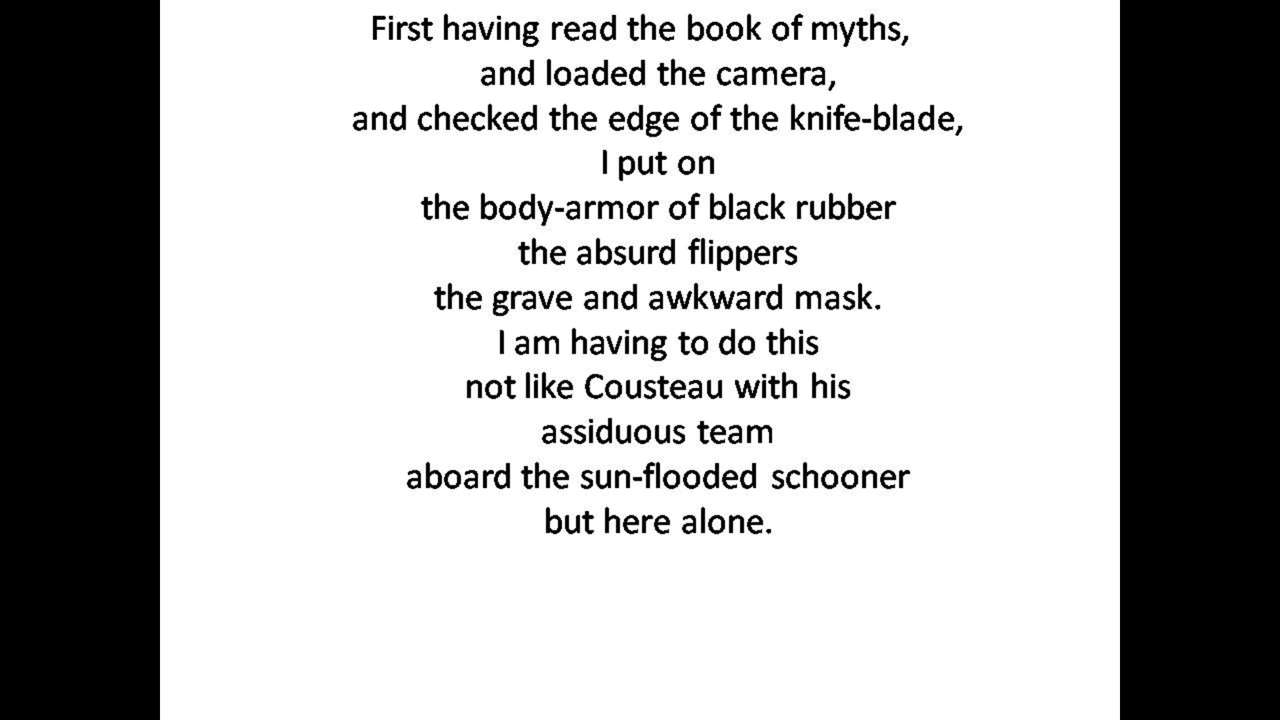 First having read the book of myths,
and loaded the camera,
and checked the edge of the knife-blade,
I put on
the body-armor of black rubber
the absurd flippers
the grave and awkward mask.
I am having to do this
not like Cousteau with his
assiduous team
aboard the sun-flooded schooner
but here alone.